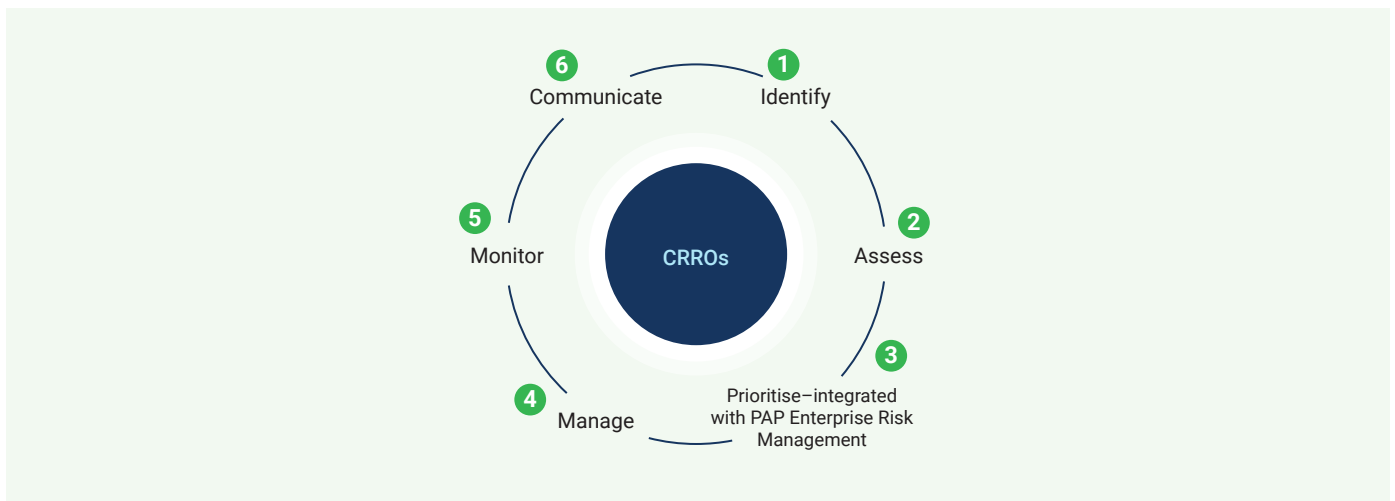 1
Identify
2
Assess
3
Prioritise–integrated
with PAP Enterprise Risk
Management
4
Manage
5
Monitor
6
Communicate
CRROs